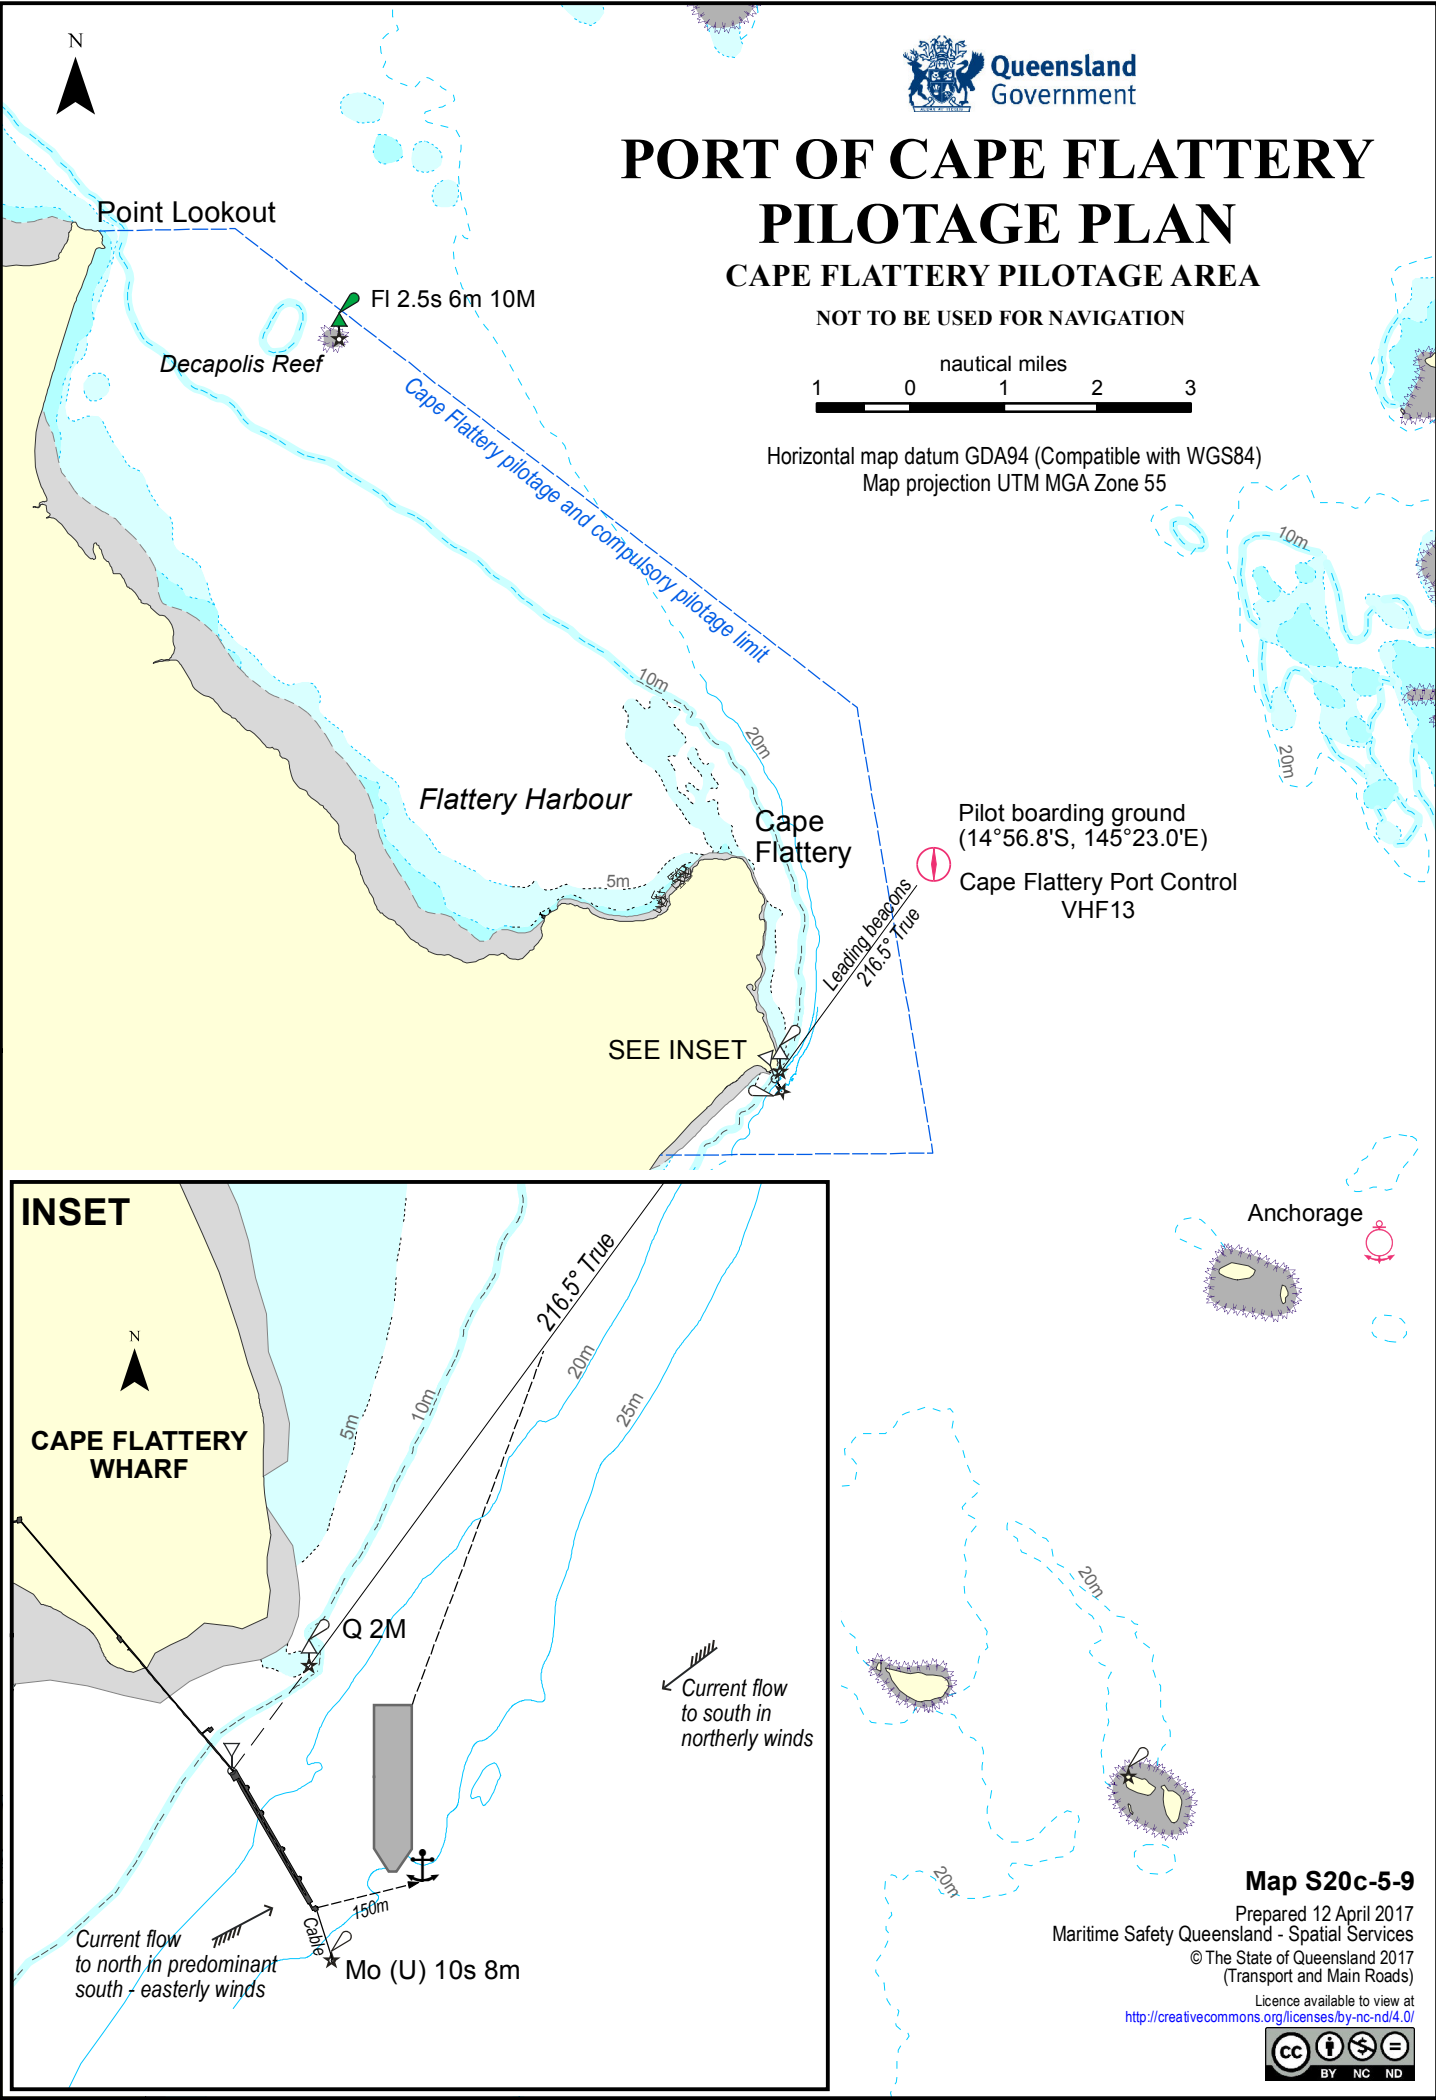 N
Queensland
Government
PORT OF CAPE FLATTERY
PILOTAGE PLAN
CAPE FLATTERY PILOTAGE AREA
NOT TO BE USED FOR NAVIGATION
nautical miles
1 0 1 2 3
Horizontal map datum GDA94 (Compatible with WGS84)
Map projection UTM MGA Zone 55
Point Lookout
Fl 2.5s 6m 10M
Decapolis Reef
Cape Flattery pilotage and compulsory pilotage limit
10m
20m
10m
20m
Flattery Harbour
Cape
Flattery
5m
Pilot boarding ground
(14°56.8'S, 145°23.0'E)
Cape Flattery Port Control
VHF13
Leading beacons
216.5° True
SEE INSET
Anchorage
INSET
216.5° True
N
20m
25m
10m
5m
CAPE FLATTERY
WHARF
Q 2M
Current flow
to south in
northerly winds
150m
Cable
Current flow
to north in predominant
south - easterly winds
Mo (U) 10s 8m
20m
20m
Map S20c-5-9
Prepared 12 April 2017
Maritime Safety Queensland - Spatial Services
© The State of Queensland 2017
(Transport and Main Roads)
Licence available to view at
http://creativecommons.org/licenses/by-nc-nd/4.0/
cc
BY NC ND